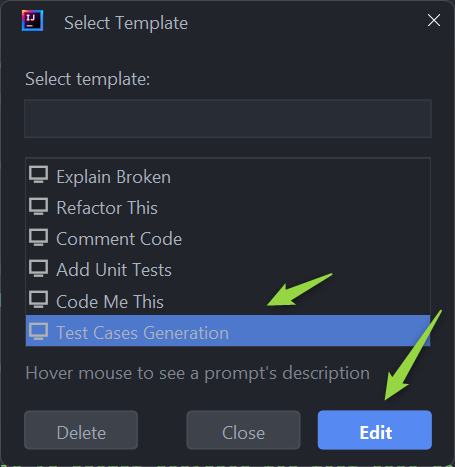 IJ
Select Template
Select template:
Explain Broken
Refactor This
Comment Code
Add Unit Tests
Code Me This
Test Cases Generation
Hover mouse to see a prompt's description
Delete
Close
Edit